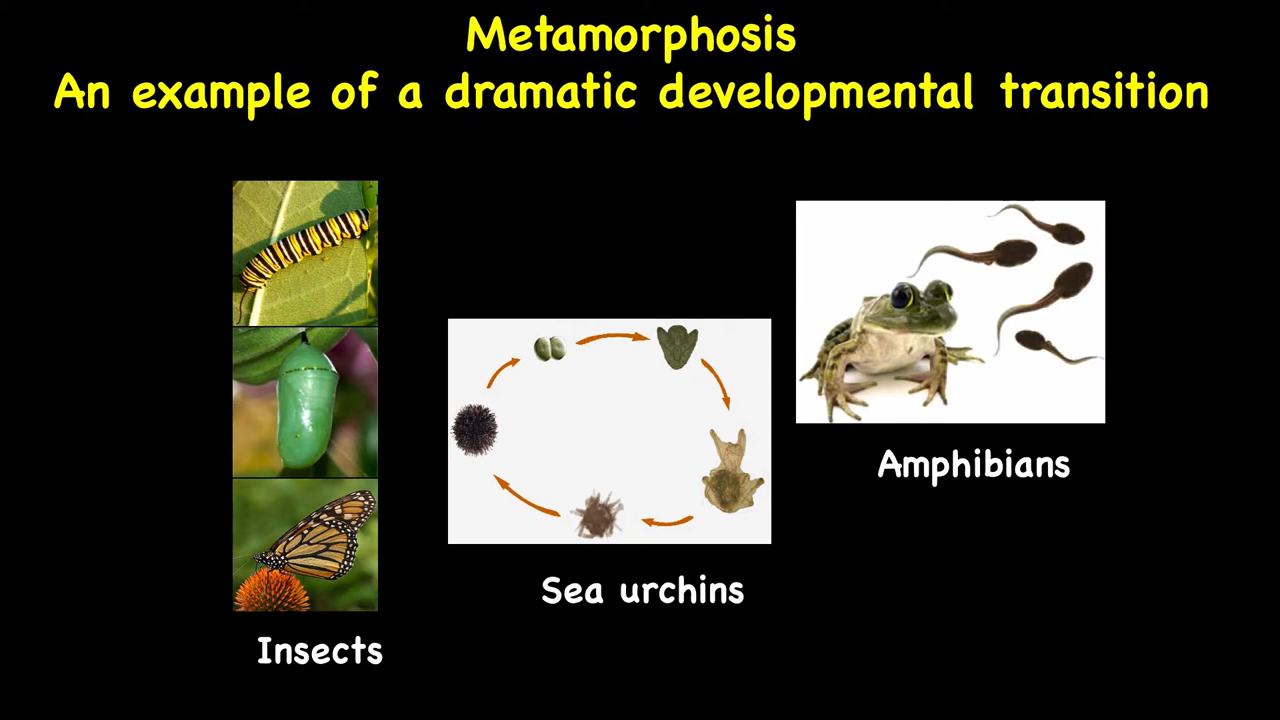 Metamorphosis
An example of a dramatic developmental transition
Amphibians
Sea urchins
Insects